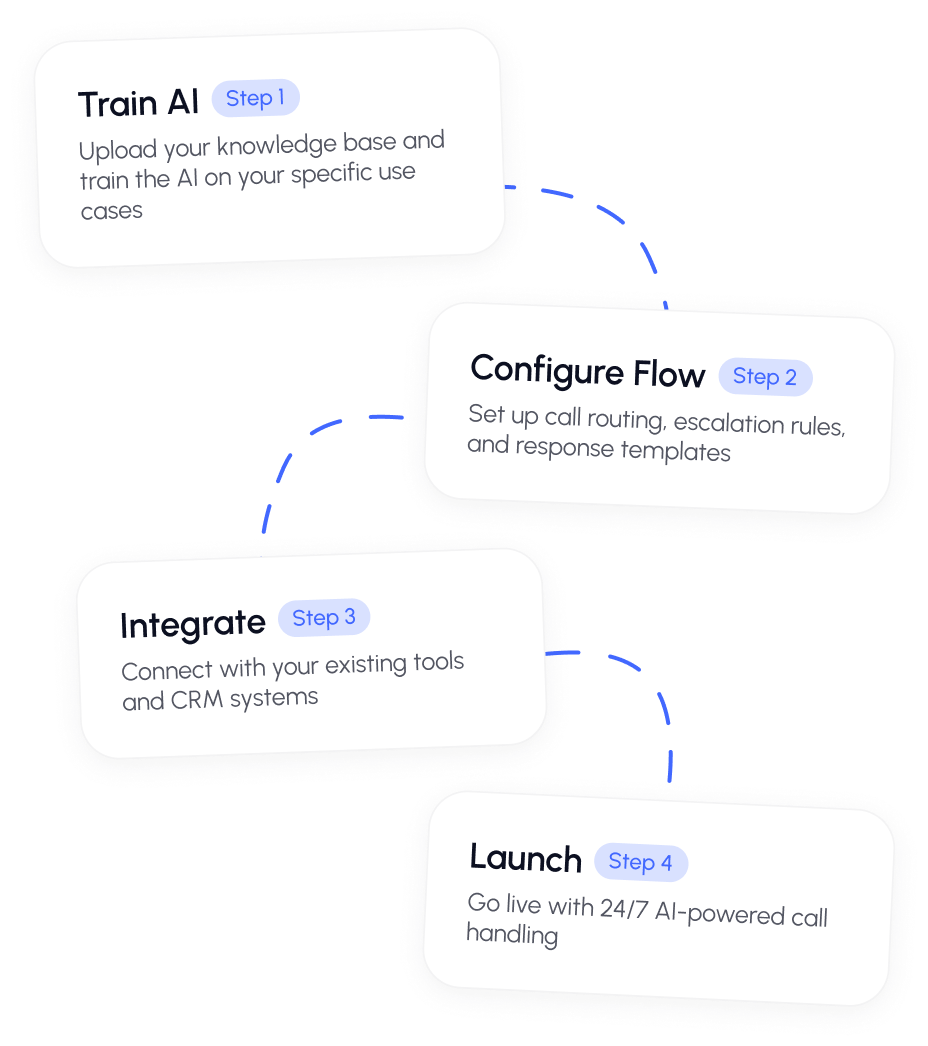 Train AI Step 1
Upload your knowledge base and
train the AI on your specific use
cases
Configure Flow Step 2
Set up call routing, escalation rules,
and response templates
Integrate Step 3
Connect with your existing tools
and CRM systems
Launch Step 4
Go live with 24/7 AI-powered call
handling